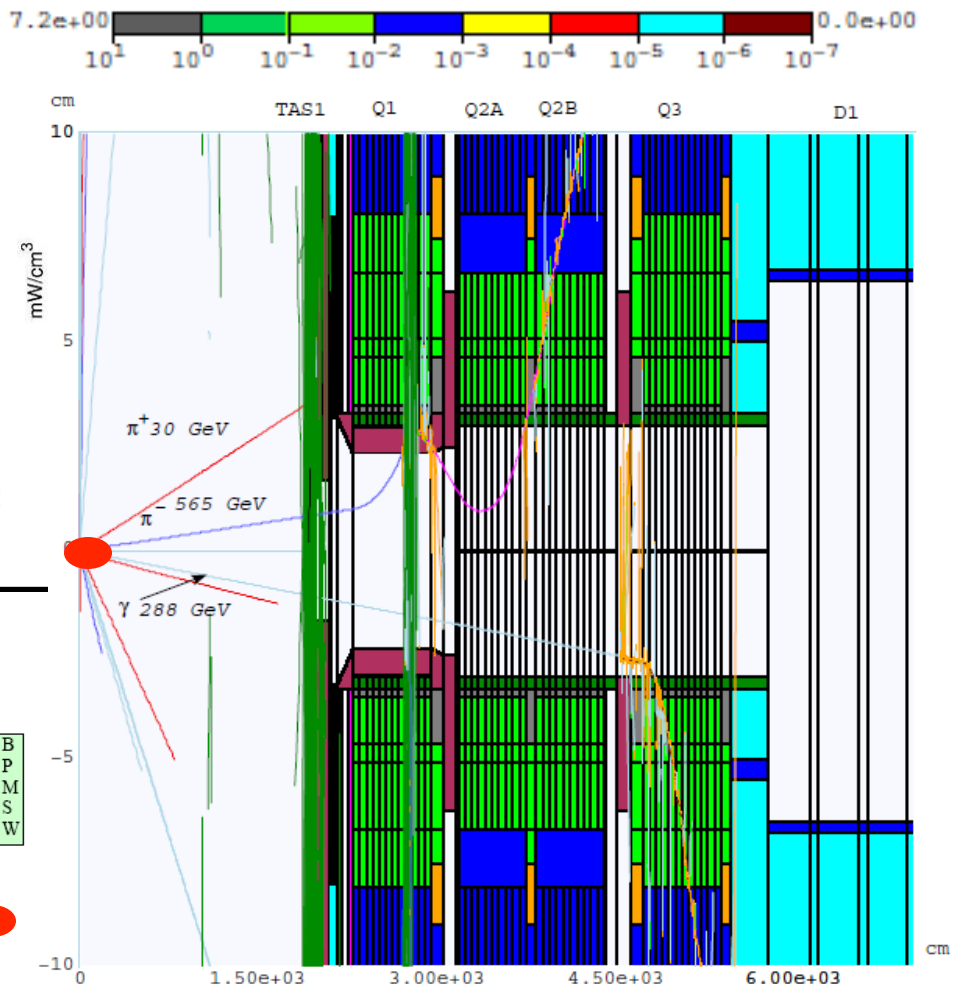 7.2e+00 0.0e+00
10^1 10^0 10^-1 10^-2 10^-3 10^-4 10^-5 10^-6 10^-7
cm
TAS1 Q1 Q2A Q2B Q3 D1
10
mW/cm^3
5
π^+ 30 GeV
π^- 565 GeV
0
γ 288 GeV
-5
B
P
M
S
W
-10
cm
0 1.50e+03 3.00e+03 4.50e+03 6.00e+03